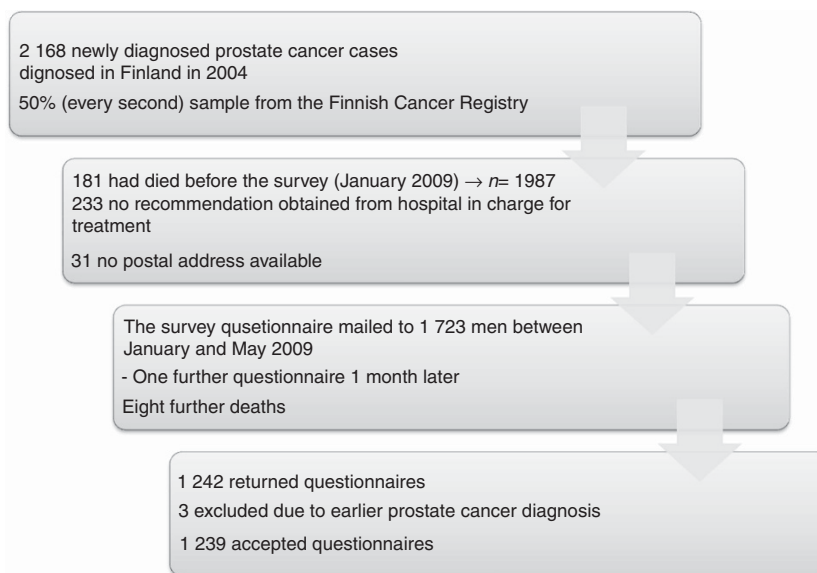 2 168 newly diagnosed prostate cancer cases
dignosed in Finland in 2004
50% (every second) sample from the Finnish Cancer Registry
181 had died before the survey (January 2009) → n= 1987
233 no recommendation obtained from hospital in charge for
treatment
31 no postal address available
The survey qusetionnaire mailed to 1 723 men between
January and May 2009
- One further questionnaire 1 month later
Eight further deaths
1 242 returned questionnaires
3 excluded due to earlier prostate cancer diagnosis
1 239 accepted questionnaires